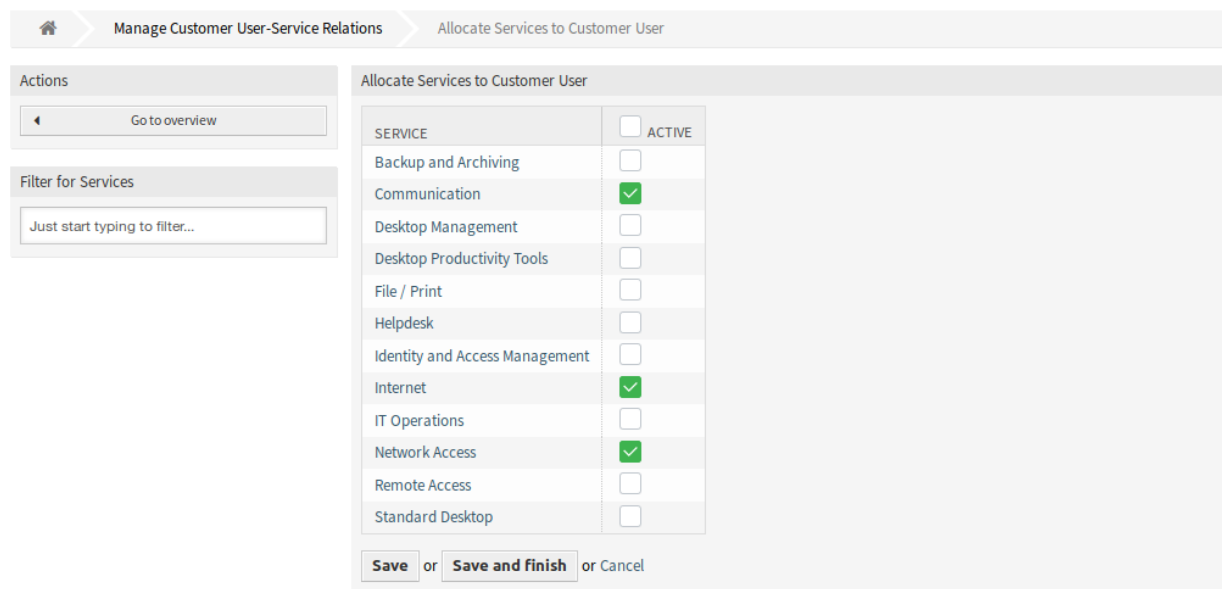 Manage Customer User-Service Relations Allocate Services to Customer User
Actions
Go to overview
Filter for Services
Just start typing to filter...
Allocate Services to Customer User
SERVICE ACTIVE
Backup and Archiving
Communication
Desktop Management
Desktop Productivity Tools
File / Print
Helpdesk
Identity and Access Management
Internet
IT Operations
Network Access
Remote Access
Standard Desktop
Save or Save and finish or Cancel